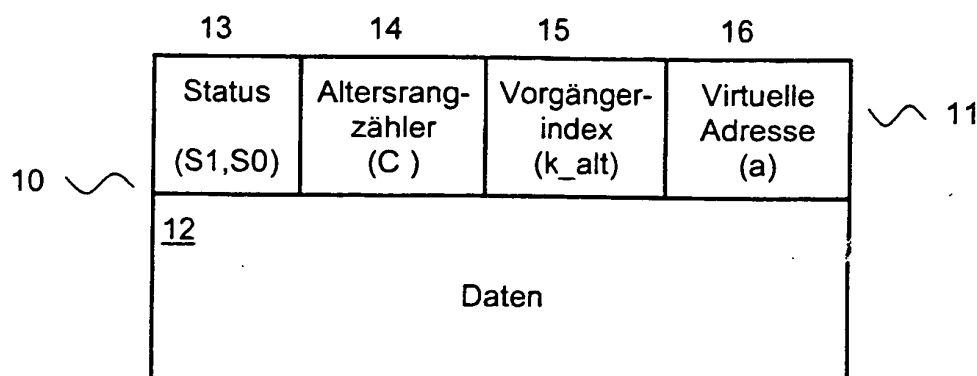 13 14 15 16
Status Altersrang- Vorgänger- Virtuelle
zähler index Adresse
(S1,S0) (C ) (k_alt) (a)
11
10
12
Daten